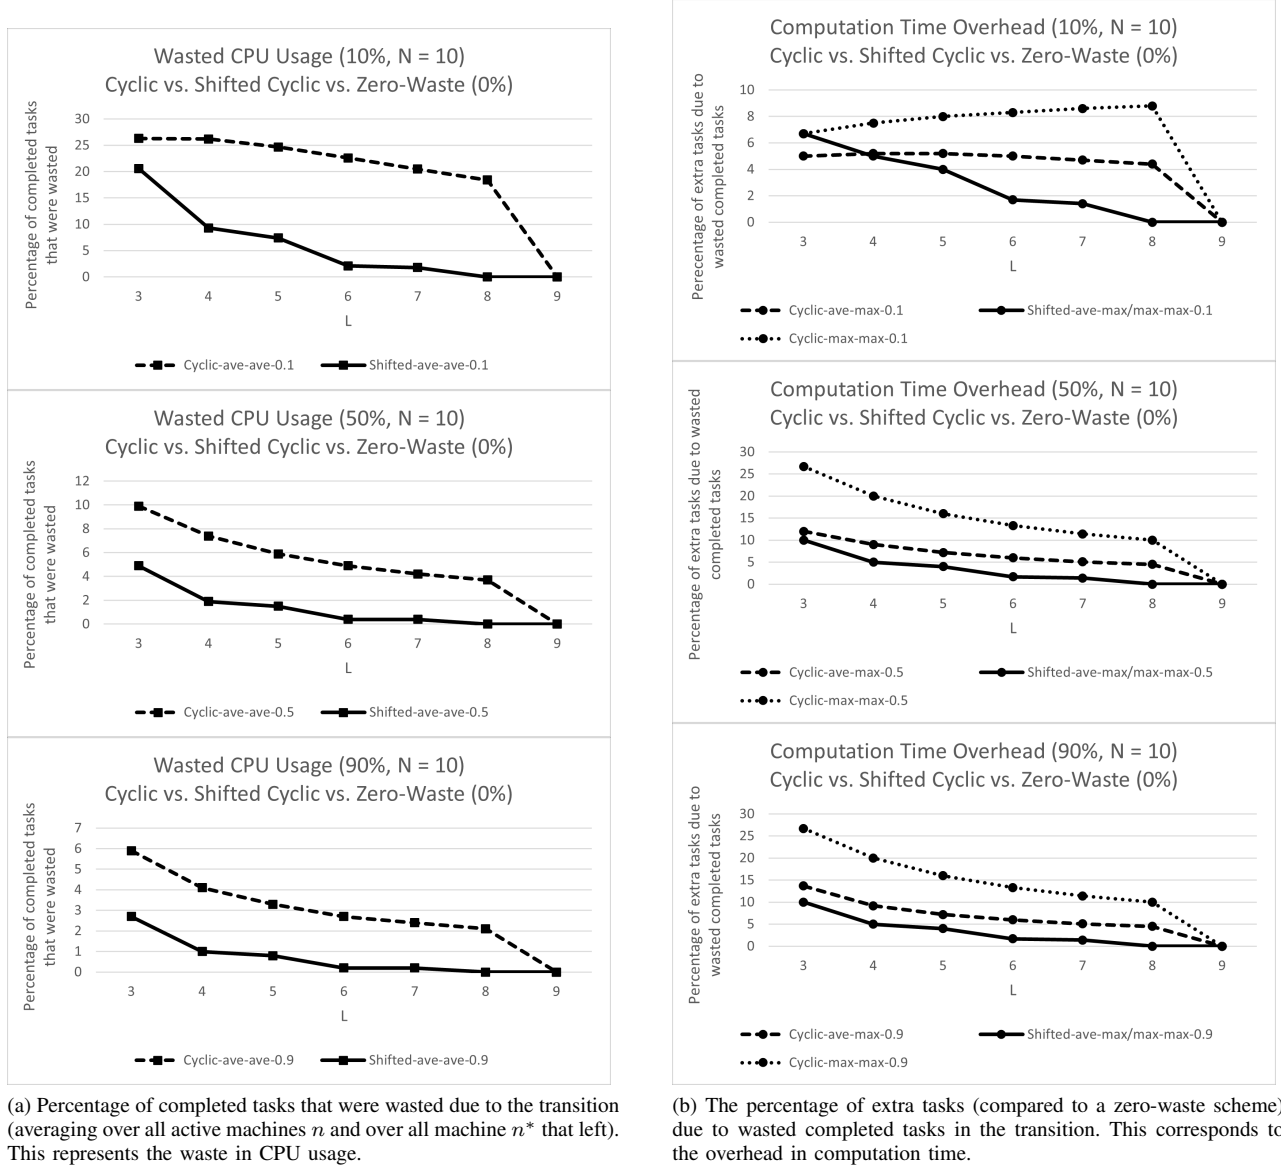 Wasted CPU Usage (10%, N = 10)
Cyclic vs. Shifted Cyclic vs. Zero-Waste (0%)
Percentage of completed tasks
that were wasted
30
25
20
15
10
5
0
3 4 5 6 7 8 9
L
Cyclic-ave-ave-0.1 Shifted-ave-ave-0.1
Wasted CPU Usage (50%, N = 10)
Cyclic vs. Shifted Cyclic vs. Zero-Waste (0%)
Percentage of completed tasks
that were wasted
12
10
8
6
4
2
0
3 4 5 6 7 8 9
L
Cyclic-ave-ave-0.5 Shifted-ave-ave-0.5
Wasted CPU Usage (90%, N = 10)
Cyclic vs. Shifted Cyclic vs. Zero-Waste (0%)
Percentage of completed tasks
that were wasted
7
6
5
4
3
2
1
0
3 4 5 6 7 8 9
L
Cyclic-ave-ave-0.9 Shifted-ave-ave-0.9
(a) Percentage of completed tasks that were wasted due to the transition
(averaging over all active machines n and over all machine n* that left).
This represents the waste in CPU usage.
Computation Time Overhead (10%, N = 10)
Cyclic vs. Shifted Cyclic vs. Zero-Waste (0%)
Perecentage of extra tasks due to
wasted completed tasks
10
8
6
4
2
0
3 4 5 6 7 8 9
L
Cyclic-ave-max-0.1 Shifted-ave-max/max-max-0.1
Cyclic-max-max-0.1
Computation Time Overhead (50%, N = 10)
Cyclic vs. Shifted Cyclic vs. Zero-Waste (0%)
Percentage of extra tasks due to wasted
completed tasks
30
25
20
15
10
5
0
3 4 5 6 7 8 9
L
Cyclic-ave-max-0.5 Shifted-ave-max/max-max-0.5
Cyclic-max-max-0.5
Computation Time Overhead (90%, N = 10)
Cyclic vs. Shifted Cyclic vs. Zero-Waste (0%)
Percentage of extra tasks due to
wasted completed tasks
30
25
20
15
10
5
0
3 4 5 6 7 8 9
L
Cyclic-ave-max-0.9 Shifted-ave-max/max-max-0.9
Cyclic-max-max-0.9
(b) The percentage of extra tasks (compared to a zero-waste scheme)
due to wasted completed tasks in the transition. This corresponds to
the overhead in computation time.